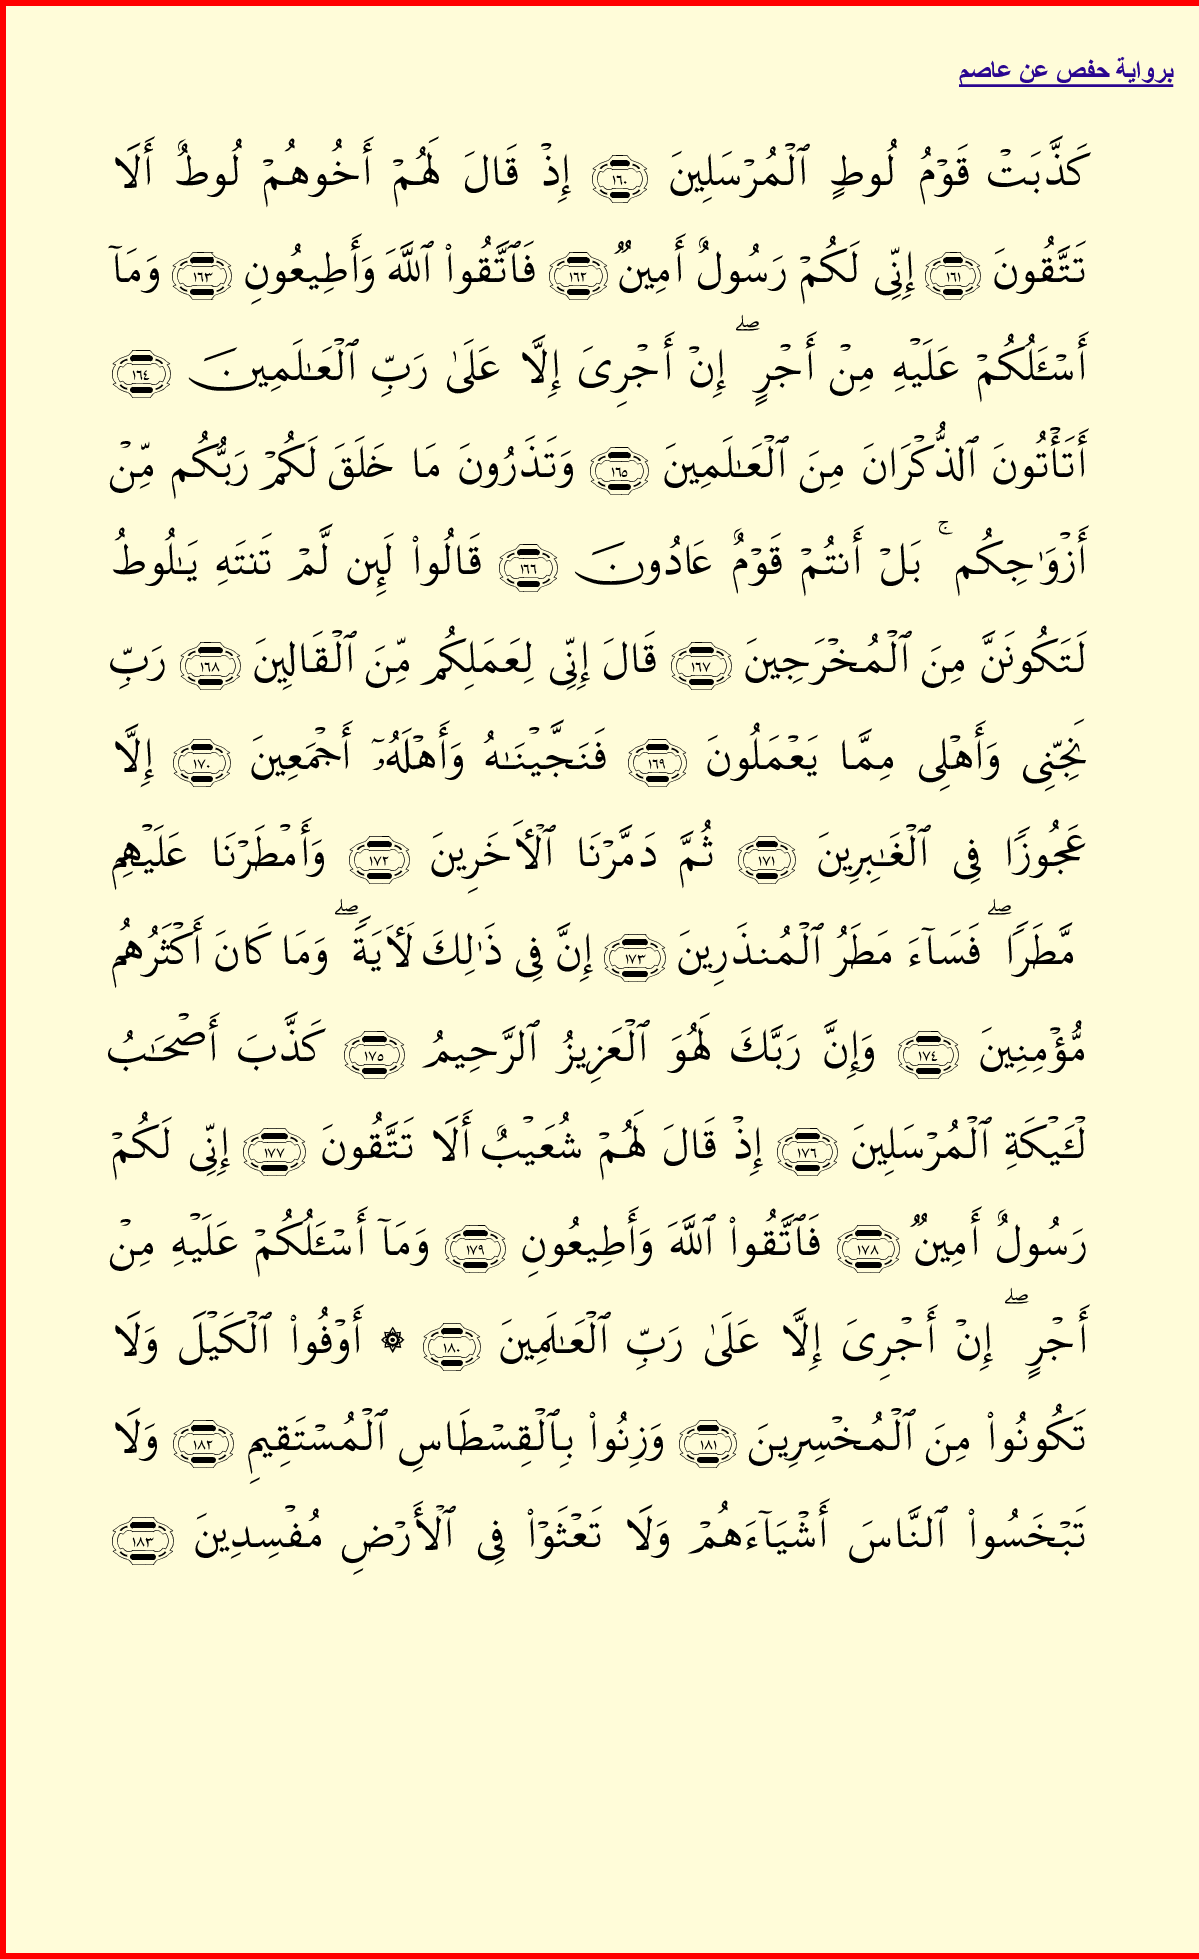 برواية حفص عن عاصم
كَذَّبَتْ قَوْمُ لُوطٍ ٱلْمُرْسَلِينَ ١٦٠ إِذْ قَالَ لَهُمْ أَخُوهُمْ لُوطٌ أَلَا
تَتَّقُونَ ١٦١ إِنِّى لَكُمْ رَسُولٌ أَمِينٌ ١٦٢ فَٱتَّقُوا۟ ٱللَّهَ وَأَطِيعُونِ ١٦٣ وَمَآ
أَسْـَٔلُكُمْ عَلَيْهِ مِنْ أَجْرٍ ۖ إِنْ أَجْرِىَ إِلَّا عَلَىٰ رَبِّ ٱلْعَـٰلَمِينَ ١٦٤
أَتَأْتُونَ ٱلذُّكْرَانَ مِنَ ٱلْعَـٰلَمِينَ ١٦٥ وَتَذَرُونَ مَا خَلَقَ لَكُمْ رَبُّكُم مِّنْ
أَزْوَٰجِكُم ۚ بَلْ أَنتُمْ قَوْمٌ عَادُونَ ١٦٦ قَالُوا۟ لَئِن لَّمْ تَنتَهِ يَـٰلُوطُ
لَتَكُونَنَّ مِنَ ٱلْمُخْرَجِينَ ١٦٧ قَالَ إِنِّى لِعَمَلِكُم مِّنَ ٱلْقَالِينَ ١٦٨ رَبِّ
نَجِّنِى وَأَهْلِى مِمَّا يَعْمَلُونَ ١٦٩ فَنَجَّيْنَـٰهُ وَأَهْلَهُۥٓ أَجْمَعِينَ ١٧٠ إِلَّا
عَجُوزًا فِى ٱلْغَـٰبِرِينَ ١٧١ ثُمَّ دَمَّرْنَا ٱلْـَٔاخَرِينَ ١٧٢ وَأَمْطَرْنَا عَلَيْهِم
مَّطَرًا ۖ فَسَآءَ مَطَرُ ٱلْمُنذَرِينَ ١٧٣ إِنَّ فِى ذَٰلِكَ لَـَٔايَةً ۖ وَمَا كَانَ أَكْثَرُهُم
مُّؤْمِنِينَ ١٧٤ وَإِنَّ رَبَّكَ لَهُوَ ٱلْعَزِيزُ ٱلرَّحِيمُ ١٧٥ كَذَّبَ أَصْحَـٰبُ
لْـَٔيْكَةِ ٱلْمُرْسَلِينَ ١٧٦ إِذْ قَالَ لَهُمْ شُعَيْبٌ أَلَا تَتَّقُونَ ١٧٧ إِنِّى لَكُمْ
رَسُولٌ أَمِينٌ ١٧٨ فَٱتَّقُوا۟ ٱللَّهَ وَأَطِيعُونِ ١٧٩ وَمَآ أَسْـَٔلُكُمْ عَلَيْهِ مِنْ
أَجْرٍ ۖ إِنْ أَجْرِىَ إِلَّا عَلَىٰ رَبِّ ٱلْعَـٰلَمِينَ ١٨٠ ۞ أَوْفُوا۟ ٱلْكَيْلَ وَلَا
تَكُونُوا۟ مِنَ ٱلْمُخْسِرِينَ ١٨١ وَزِنُوا۟ بِٱلْقِسْطَاسِ ٱلْمُسْتَقِيمِ ١٨٢ وَلَا
تَبْخَسُوا۟ ٱلنَّاسَ أَشْيَآءَهُمْ وَلَا تَعْثَوْا۟ فِى ٱلْأَرْضِ مُفْسِدِينَ ١٨٣